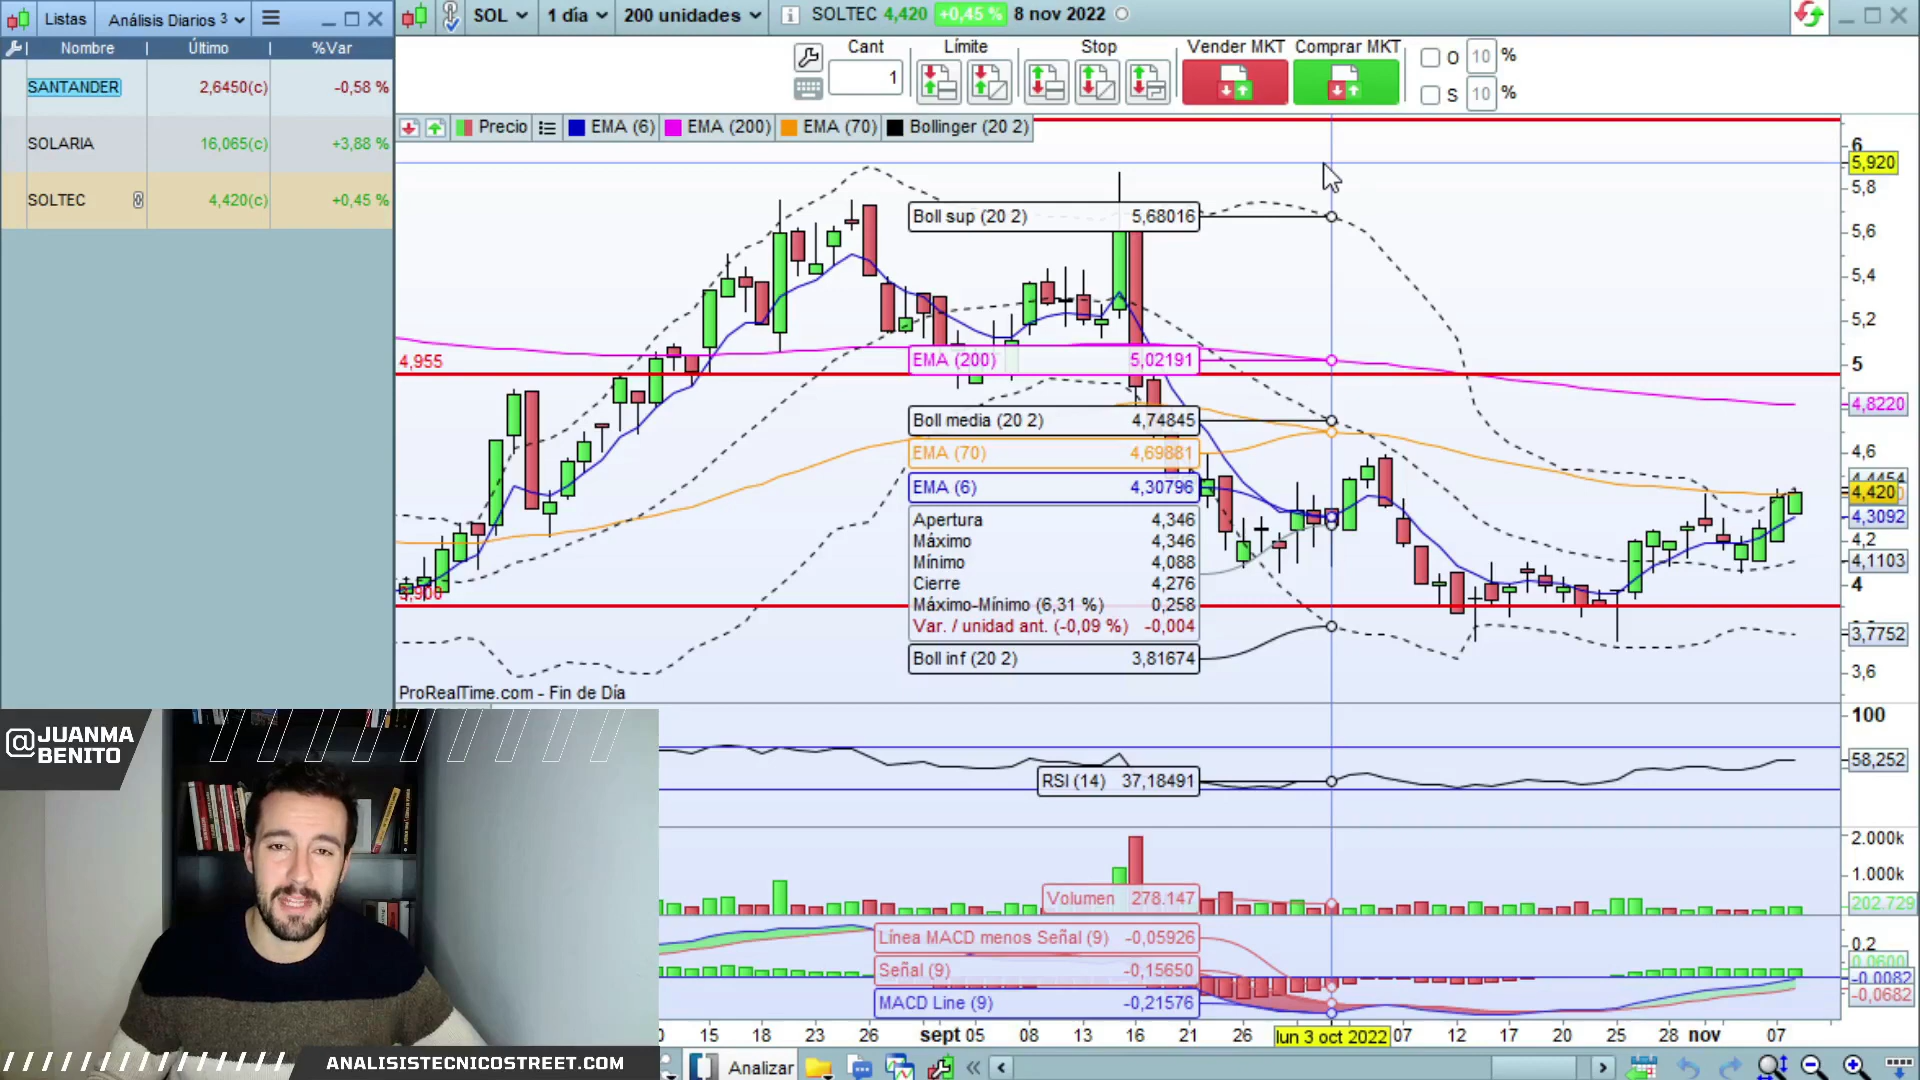 Listas
Análisis Diarios 3
SOL
1 día
200 unidades
SOLTEC 4,420 +0,45 % 8 nov 2022
Nombre Último %Var
SANTANDER 2,6450(c) -0,58 %
SOLARIA 16,065(c) +3,88 %
SOLTEC 4,420(c) +0,45 %
Cant Límite Stop Vender MKT Comprar MKT
1
O 10 %
S 10 %
Precio EMA (6) EMA (200) EMA (70) Bollinger (20 2)
6
5,920
5,8
5,6
5,4
5,2
5
4,8220
4,6
4,4454
4,420
4,3092
4,2
4,1103
4
3,7752
3,6
4,955
3,900
Boll sup (20 2) 5,68016
EMA (200) 5,02191
Boll media (20 2) 4,74845
EMA (70) 4,69881
EMA (6) 4,30796
Apertura 4,346
Máximo 4,346
Mínimo 4,088
Cierre 4,276
Máximo-Mínimo (6,31 %) 0,258
Var. / unidad ant. (-0,09 %) -0,004
Boll inf (20 2) 3,81674
ProRealTime.com - Fin de Día
100
58,252
RSI (14) 37,18491
2.000k
1.000k
202.729
Volumen 278.147
0.2
0.0600
-0.0082
-0.0682
Línea MACD menos Señal (9) -0,05926
Señal (9) -0,15650
MACD Line (9) -0,21576
15 18 23 26 sept 05 08 13 16 21 26 lun 3 oct 2022 07 12 17 20 25 28 nov 07
Analizar
@JUANMA
BENITO
ANALISISTECNICOSTREET.COM